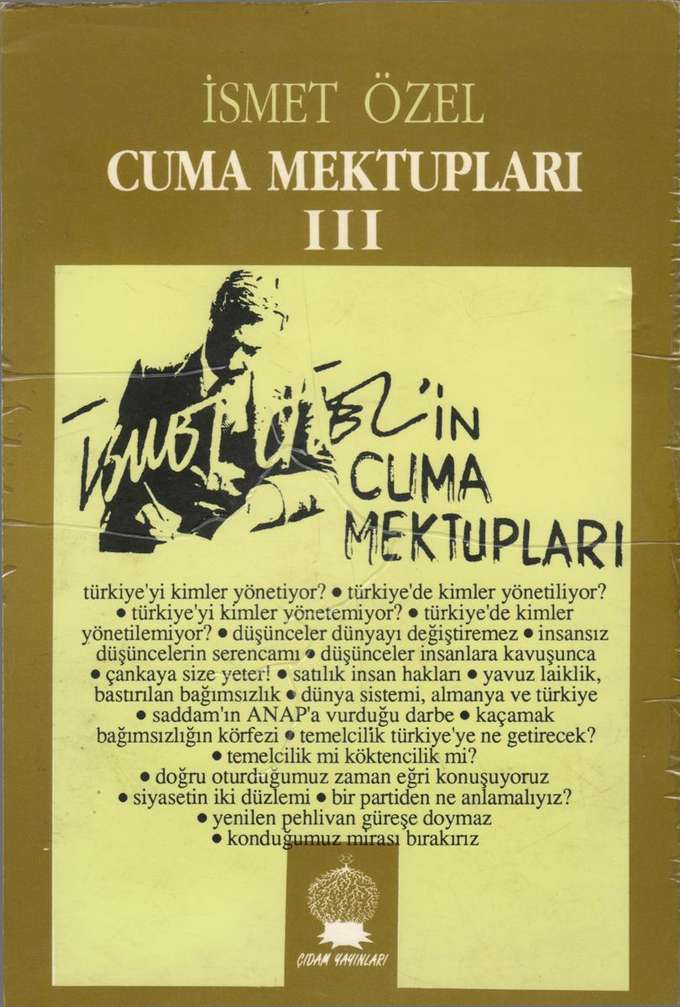 İSMET ÖZEL
CUMA MEKTUPLARI
III
İSMET ÖZEL'İN
CUMA
MEKTUPLARI
türkiye'yi kimler yönetiyor? ● türkiye'de kimler yönetiliyor?
● türkiye'yi kimler yönetemiyor? ● türkiye'de kimler
yönetilemiyor? ● düşünceler dünyayı değiştiremez ● insansız
düşüncelerin serencamı ● düşünceler insanlara kavuşunca
● çankaya size yeter! ● satılık insan hakları ● yavuz laiklik,
bastırılan bağımsızlık ● dünya sistemi, almanya ve türkiye
● saddam'ın ANAP'a vurduğu darbe ● kaçamak
bağımsızlığın körfezi ● temelcilik türkiye'ye ne getirecek?
● temelcilik mi köktencilik mi?
● doğru oturduğumuz zaman eğri konuşuyoruz
● siyasetin iki düzlemi ● bir partiden ne anlamalıyız?
● yenilen pehlivan güreşe doymaz
● konduğumuz mirası bırakırız
ÇIDAM YAYINLARI